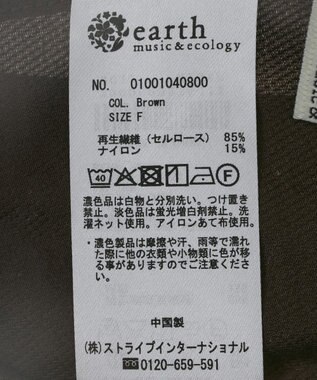 earth
music&ecology
NO. 01001040800
COL. Brown
SIZE F
再生繊維(セルロース) 85%
ナイロン 15%
40
F
濃色品は白物と分別洗い。つけ置き
禁止。淡色品は蛍光増白剤禁止。洗
濯ネット使用。アイロンあて布使用。
・濃色製品は摩擦や汗、雨等で濡れ
た際に他の衣類や小物類に色が移
る事がありますのでご注意くださ
い。
中国製
(株)ストライプインターナショナル
0120-659-591